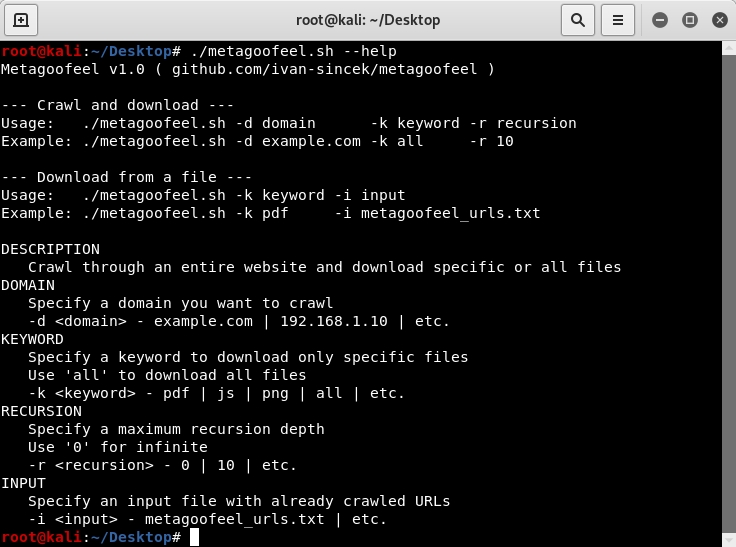 root@kali: ~/Desktop
root@kali:~/Desktop# ./metagoofeel.sh --help
Metagoofeel v1.0 ( github.com/ivan-sincek/metagoofeel )

--- Crawl and download ---
Usage:   ./metagoofeel.sh -d domain      -k keyword -r recursion
Example: ./metagoofeel.sh -d example.com -k all     -r 10

--- Download from a file ---
Usage:   ./metagoofeel.sh -k keyword -i input
Example: ./metagoofeel.sh -k pdf     -i metagoofeel_urls.txt

DESCRIPTION
   Crawl through an entire website and download specific or all files
DOMAIN
   Specify a domain you want to crawl
   -d <domain> - example.com | 192.168.1.10 | etc.
KEYWORD
   Specify a keyword to download only specific files
   Use 'all' to download all files
   -k <keyword> - pdf | js | png | all | etc.
RECURSION
   Specify a maximum recursion depth
   Use '0' for infinite
   -r <recursion> - 0 | 10 | etc.
INPUT
   Specify an input file with already crawled URLs
   -i <input> - metagoofeel_urls.txt | etc.
root@kali:~/Desktop#